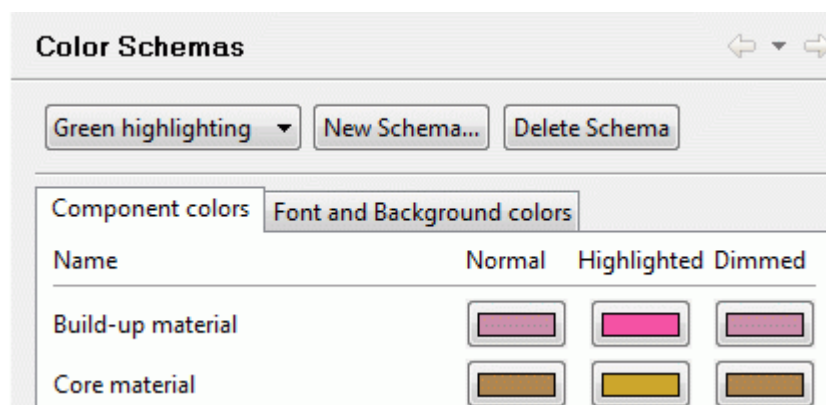 Color Schemas
Green highlighting New Schema... Delete Schema
Component colors Font and Background colors
Name Normal Highlighted Dimmed
Build-up material
Core material